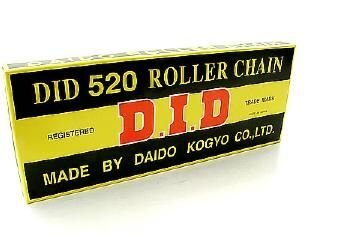 DID 520 ROLLER CHAIN
REGISTERED D.I.D TRADE MARK
MADE BY DAIDO KOGYO CO.,LTD.